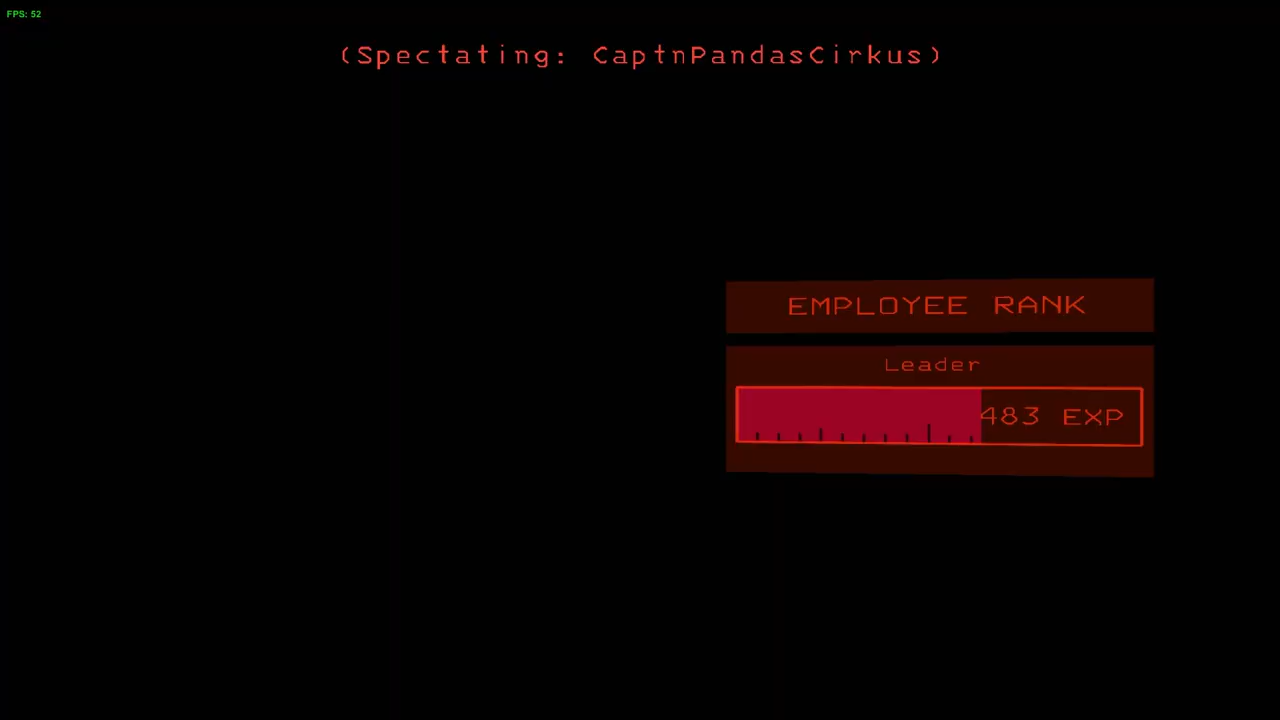 FPS: 52
(Spectating: CaptnPandasCirkus)
EMPLOYEE RANK
Leader
483 EXP